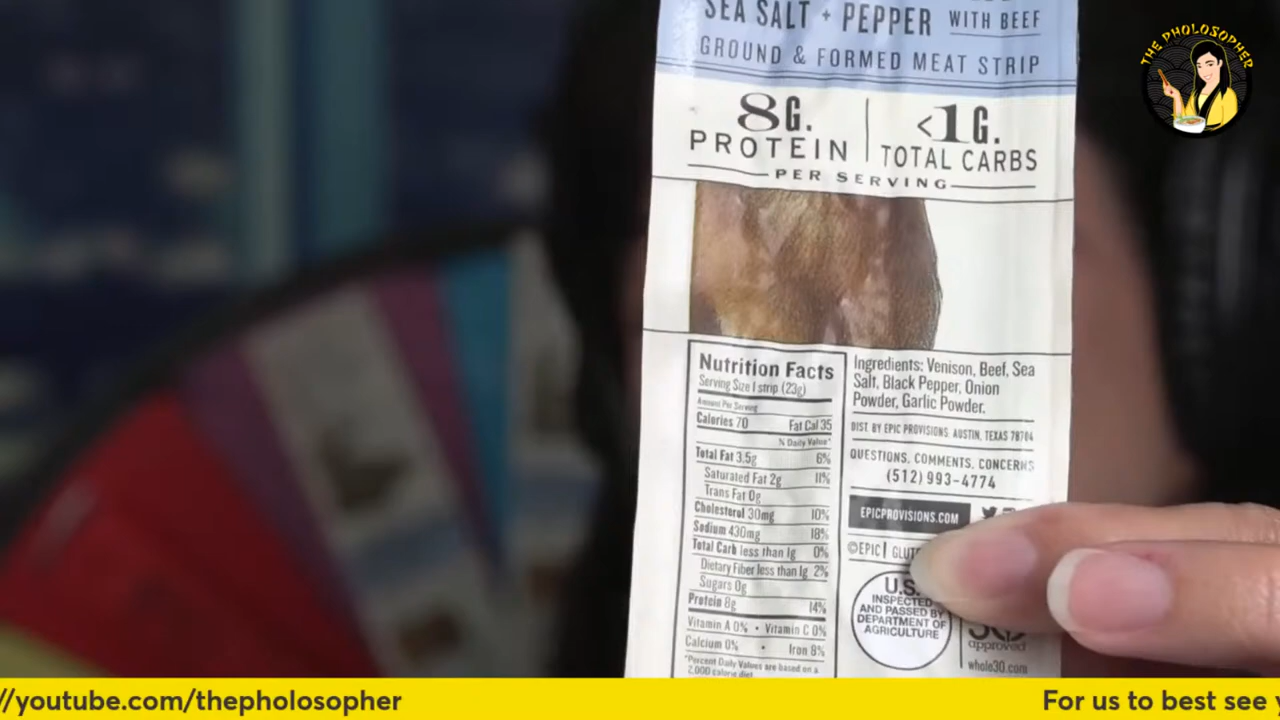 SEA SALT + PEPPER WITH BEEF
GROUND & FORMED MEAT STRIP
8G. PROTEIN
<1G. TOTAL CARBS
PER SERVING
Nutrition Facts
Serving Size 1 strip (23g)
Amount Per Serving
Calories 70 Fat Cal 35
% Daily Value*
Total Fat 3.5g 6%
Saturated Fat 2g 11%
Trans Fat 0g
Cholesterol 30mg 10%
Sodium 430mg 18%
Total Carb less than 1g 0%
Dietary Fiber less than 1g 2%
Sugars 0g
Protein 8g 14%
Vitamin A 0% • Vitamin C 0%
Calcium 0% • Iron 8%
*Percent Daily Values are based on a
2,000 calorie diet.
Ingredients: Venison, Beef, Sea
Salt, Black Pepper, Onion
Powder, Garlic Powder.
DIST. BY EPIC PROVISIONS. AUSTIN, TEXAS 78704
QUESTIONS, COMMENTS, CONCERNS
(512) 993-4774
EPICPROVISIONS.COM
©EPIC | GLUT
U.S.
INSPECTED
AND PASSED BY
DEPARTMENT OF
AGRICULTURE
approved
whole30.com
THE PHOLOSOPHER
//youtube.com/thepholosopher
For us to best see y